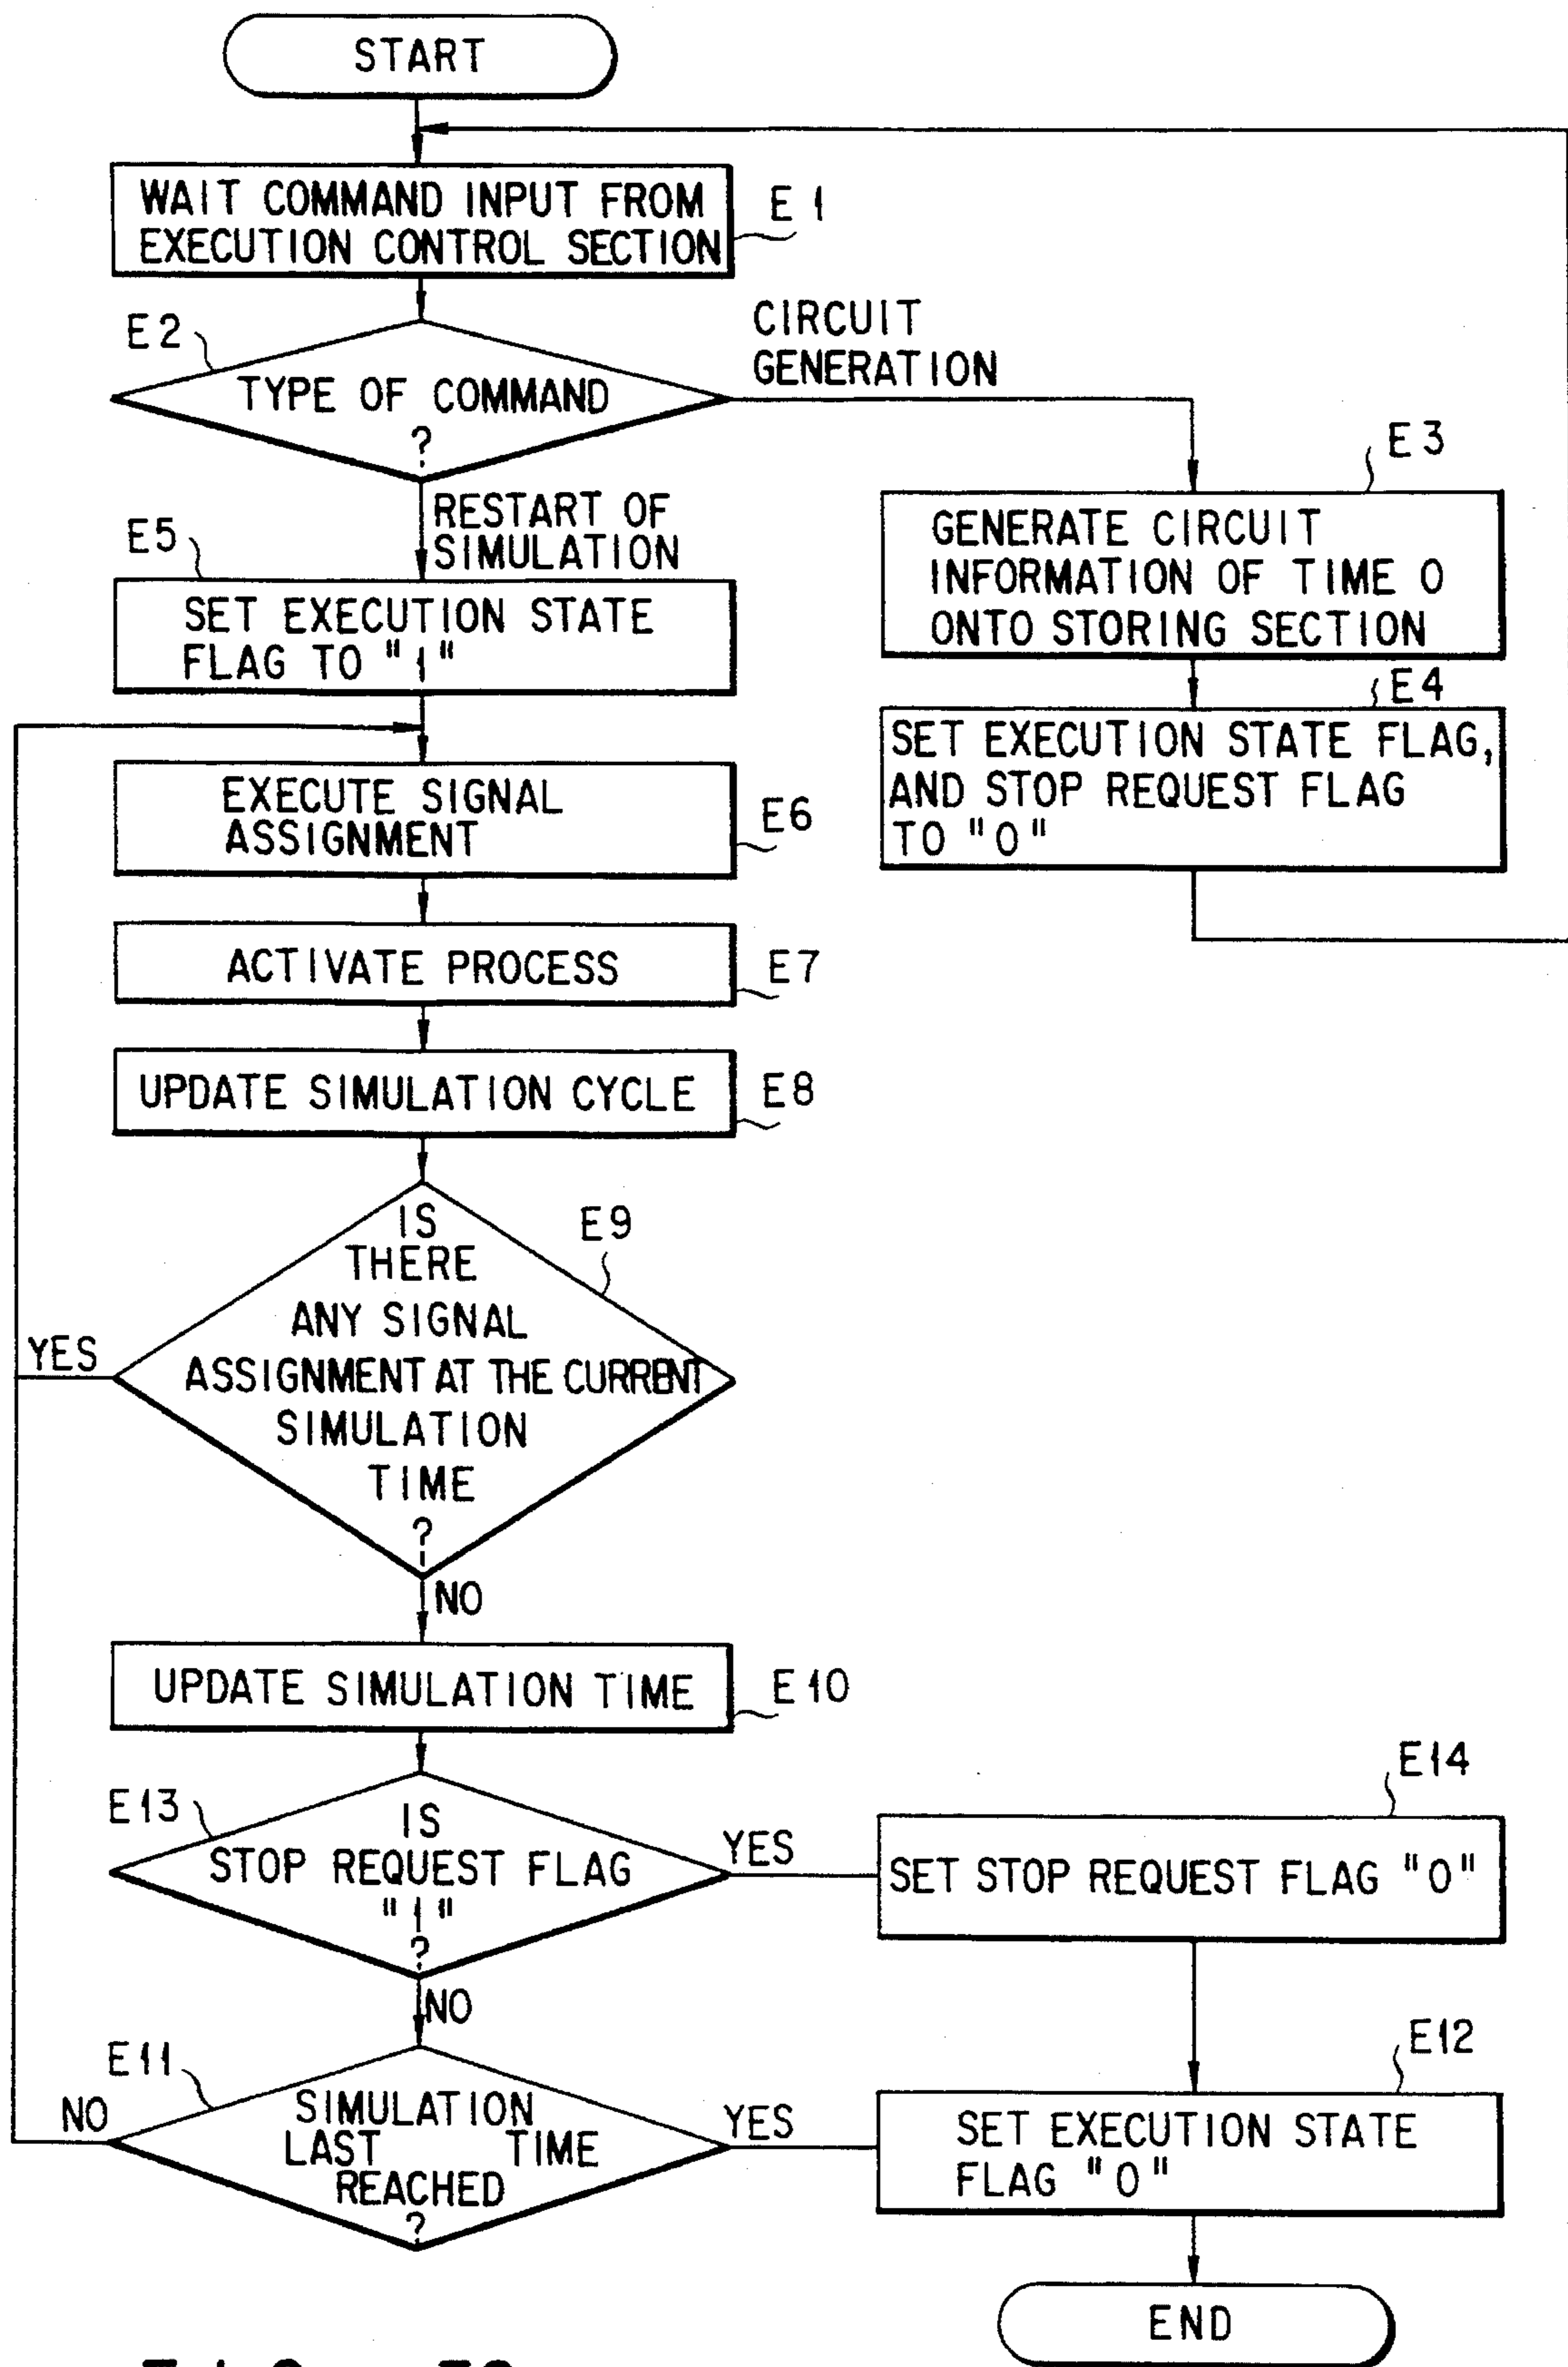 START
WAIT COMMAND INPUT FROM
EXECUTION CONTROL SECTION
E1
E2
TYPE OF COMMAND
?
CIRCUIT
GENERATION
RESTART OF
SIMULATION
E3
GENERATE CIRCUIT
INFORMATION OF TIME 0
ONTO STORING SECTION
E4
SET EXECUTION STATE FLAG,
AND STOP REQUEST FLAG
TO "0"
E5
SET EXECUTION STATE
FLAG TO "1"
EXECUTE SIGNAL
ASSIGNMENT
E6
ACTIVATE PROCESS
E7
UPDATE SIMULATION CYCLE
E8
E9
IS
THERE
ANY SIGNAL
ASSIGNMENT AT THE CURRENT
SIMULATION
TIME
?
YES
NO
UPDATE SIMULATION TIME
E10
E13
IS
STOP REQUEST FLAG
"1"
?
YES
NO
E14
SET STOP REQUEST FLAG "0"
E11
SIMULATION
LAST TIME
REACHED
?
NO
YES
E12
SET EXECUTION STATE
FLAG "0"
END